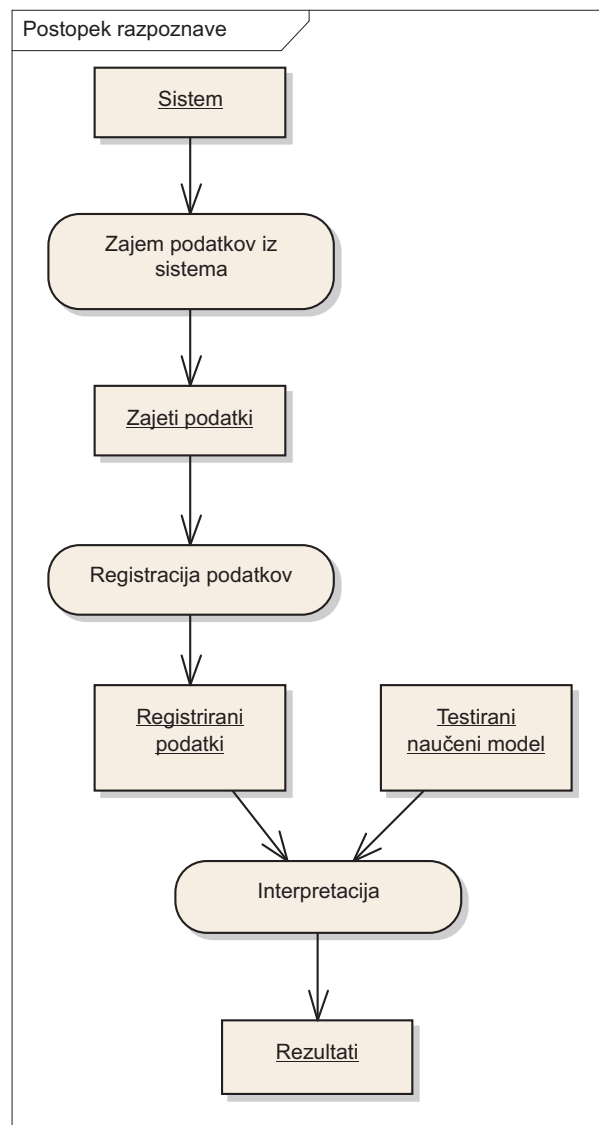 Postopek razpoznave
Sistem
Zajem podatkov iz
sistema
Zajeti podatki
Registracija podatkov
Registrirani
podatki
Testirani
naučeni model
Interpretacija
Rezultati